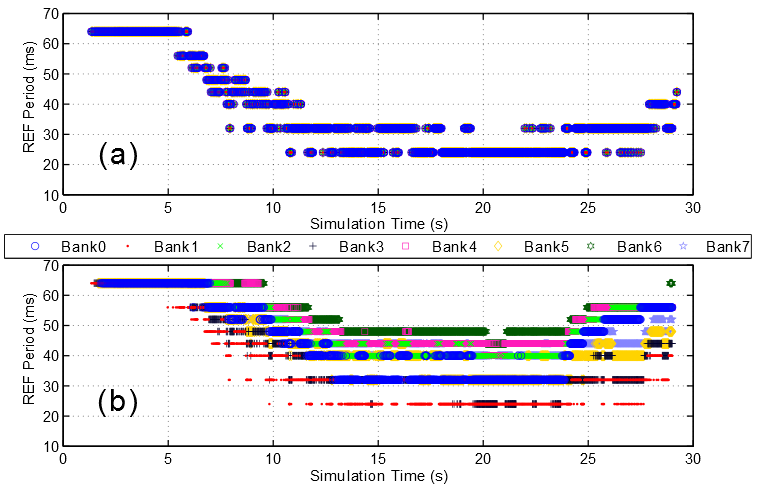 70
60
50
40
30
20
10
REF Period (ms)
(a)
0 5 10 15 20 25 30
Simulation Time (s)
Bank0 Bank1 Bank2 Bank3 Bank4 Bank5 Bank6 Bank7
70
60
50
40
30
20
10
REF Period (ms)
(b)
0 5 10 15 20 25 30
Simulation Time (s)